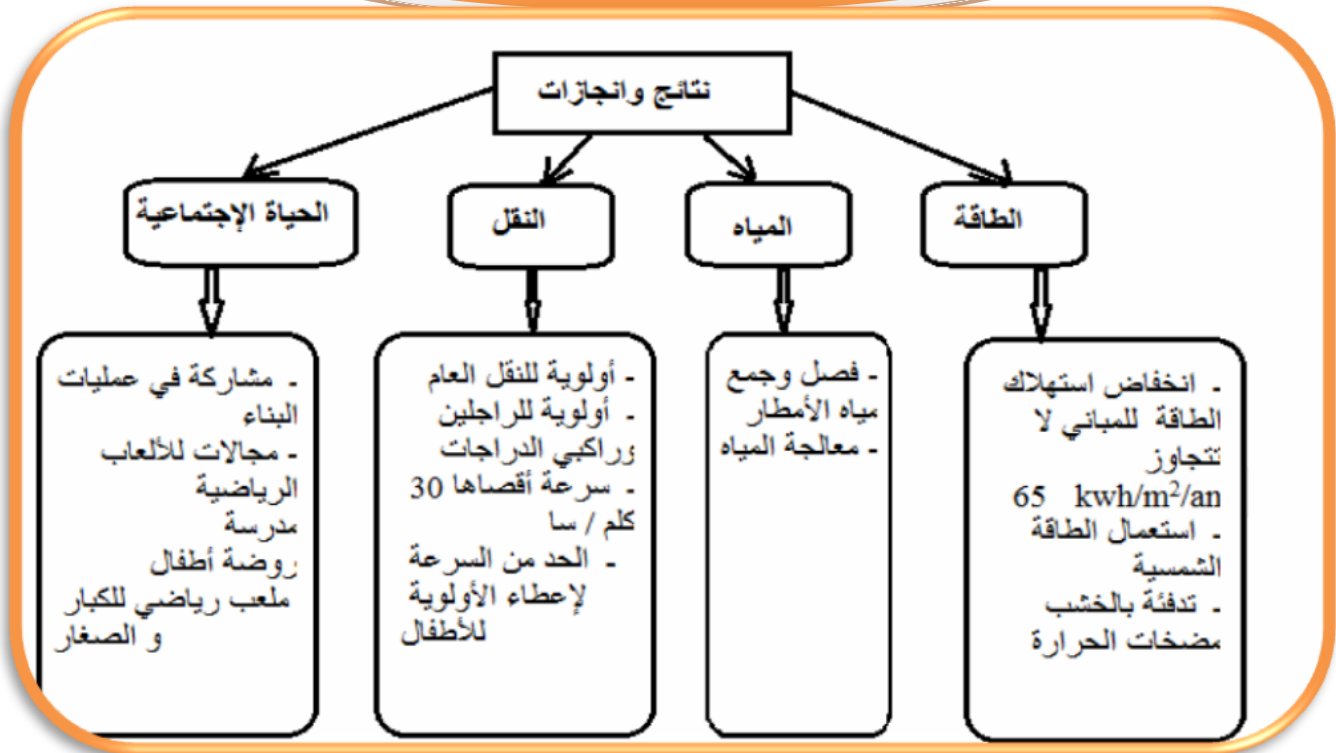 نتائج وانجازات
الطاقة
المياه
النقل
الحياة الإجتماعية
- انخفاض استهلاك
الطاقة للمباني لا
تتجاوز
65 kwh/m²/an
- استعمال الطاقة
الشمسية
- تدفئة بالخشب
مضخات الحرارة
- فصل وجمع
مياه الأمطار
- معالجة المياه
- أولوية للنقل العام
- أولوية للراجلين
وراكبي الدراجات
- سرعة أقصاها 30
كلم / سا
- الحد من السرعة
لإعطاء الأولوية
للأطفال
- مشاركة في عمليات
البناء
- مجالات للألعاب
الرياضية
مدرسة
روضة أطفال
ملعب رياضي للكبار
و الصغار